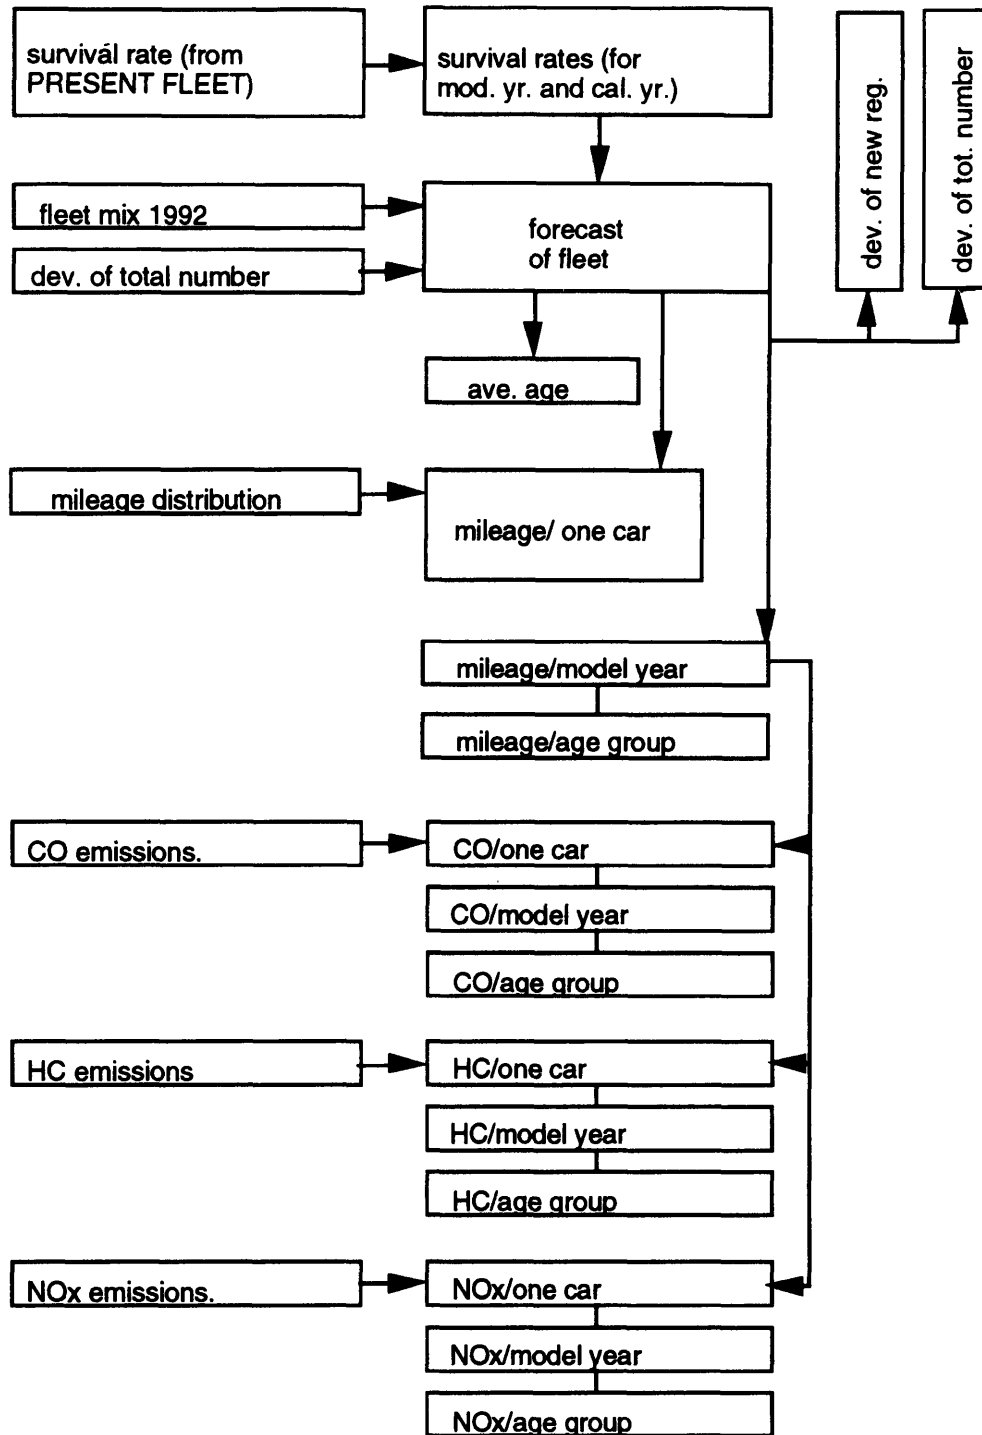 survivál rate (from
PRESENT FLEET)
survival rates (for
mod. yr. and cal. yr.)
dev. of new reg.
dev. of tot. number
fleet mix 1992
dev. of total number
forecast
of fleet
ave. age
mileage distribution
mileage/ one car
mileage/model year
mileage/age group
CO emissions.
CO/one car
CO/model year
CO/age group
HC emissions
HC/one car
HC/model year
HC/age group
NOx emissions.
NOx/one car
NOx/model year
NOx/age group